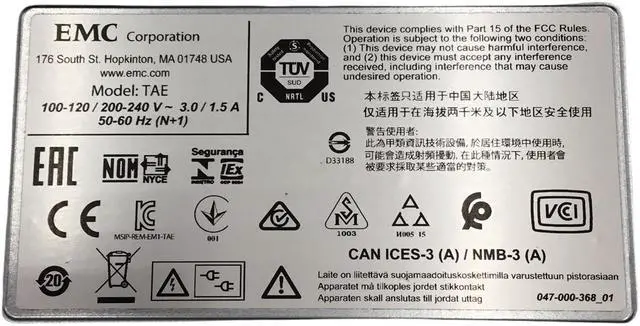 EMC Corporation
176 South St. Hopkinton, MA 01748 USA
www.emc.com
Model: TAE
100-120 / 200-240 V ~ 3.0 / 1.5 A
50-60 Hz (N+1)
This device complies with Part 15 of the FCC Rules.
Operation is subject to the following two conditions:
(1) This device may not cause harmful interference,
and (2) this device must accept any interference
received, including interference that may cause
undesired operation.
TÜV
SUD
C NRTL US
本标签只适用于中国大陆地区
仅适用于在海拔两千米及以下地区安全使用
D33188
警告使用者:
此為甲類資訊技術設備,於居住環境中使用時,
可能會造成射頻擾動,在此種情況下,使用者會
被要求採取某些適當的對策。
EAC
NOM
NYCE
Segurança
INMETRO
MSIP-REM-EM1-TAE
001
1003
И005 15
VCI
CAN ICES-3 (A) / NMB-3 (A)
20
Laite on liitettävä suojamaadoituskoskettimilla varustettuun pistorasiaan
Apparatet må tilkoples jordet stikkontakt
Apparaten skall anslutas till jordat uttag
047-000-368_01